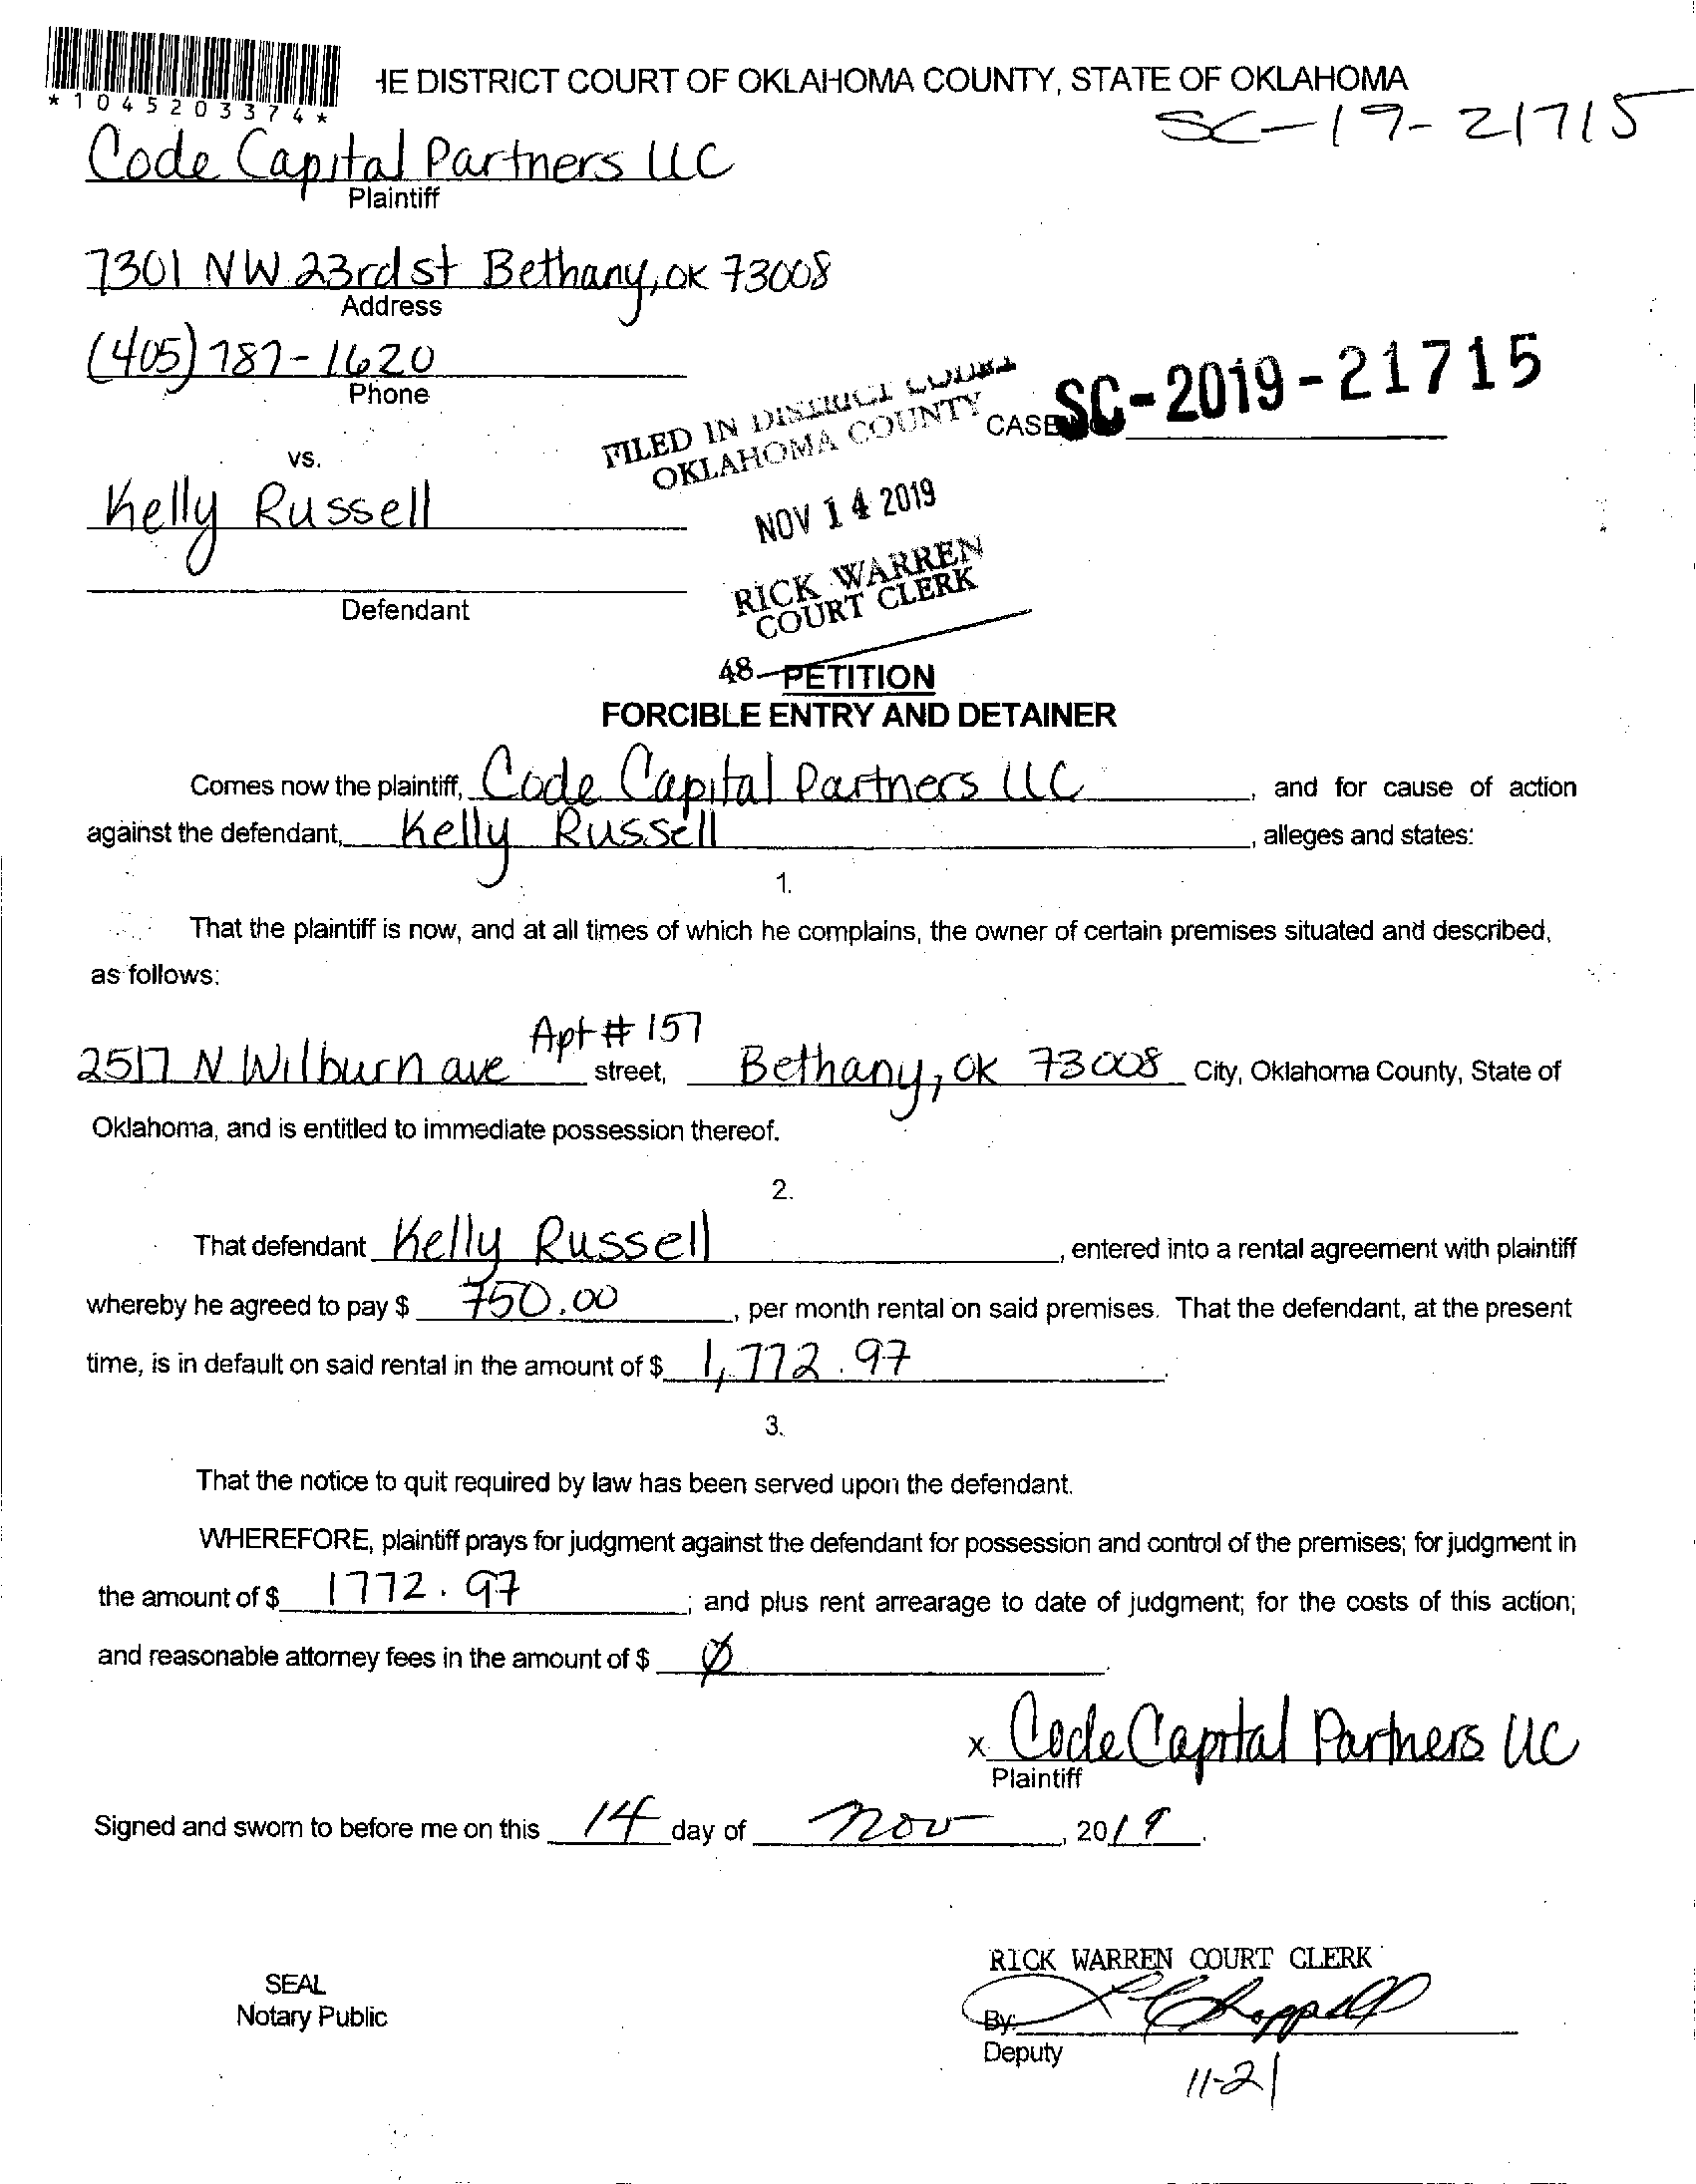 *1045203374*
HE DISTRICT COURT OF OKLAHOMA COUNTY, STATE OF OKLAHOMA
SC-19-21715
Code Capital Partners LLC
Plaintiff
7301 NW 23rd st Bethany, OK 73008
Address
(405) 787-1620
Phone
FILED IN DISTRICT COURT
OKLAHOMA COUNTY
CASE SC-2019-21715
vs.
Kelly Russell
NOV 14 2019
RICK WARREN
COURT CLERK
Defendant
48 PETITION
FORCIBLE ENTRY AND DETAINER
Comes now the plaintiff, Code Capital Partners LLC, and for cause of action
against the defendant, Kelly Russell, alleges and states:
1.
That the plaintiff is now, and at all times of which he complains, the owner of certain premises situated and described,
as follows:
Apt # 157
2517 N Wilburn ave street, Bethany, OK 73008 City, Oklahoma County, State of
Oklahoma, and is entitled to immediate possession thereof.
2.
That defendant Kelly Russell, entered into a rental agreement with plaintiff
whereby he agreed to pay $ 750.00, per month rental on said premises. That the defendant, at the present
time, is in default on said rental in the amount of $ 1,772.97.
3.
That the notice to quit required by law has been served upon the defendant.
WHEREFORE, plaintiff prays for judgment against the defendant for possession and control of the premises; for judgment in
the amount of $ 1772.97; and plus rent arrearage to date of judgment; for the costs of this action;
and reasonable attorney fees in the amount of $ Ø.
x Code Capital Partners LLC
Plaintiff
Signed and sworn to before me on this 14 day of Nov, 2019.
RICK WARREN COURT CLERK
SEAL
Notary Public
By:
Deputy
11-21